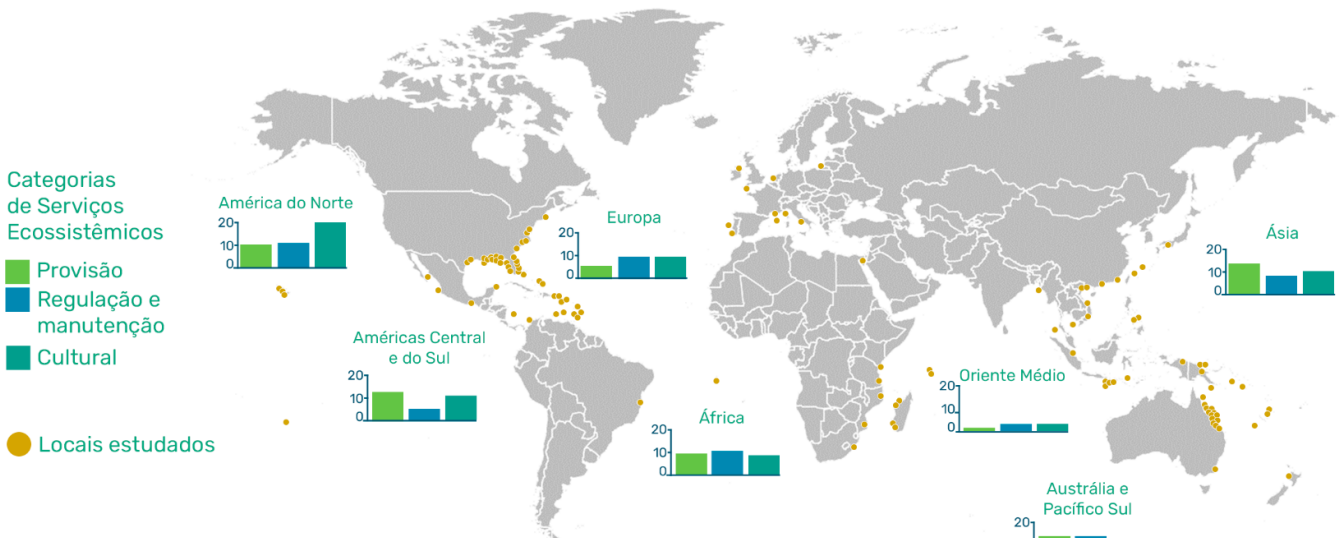 Categorias
de Serviços
Ecossistêmicos
Provisão
Regulação e
manutenção
Cultural
Locais estudados
América do Norte
20
10
0
Europa
20
10
0
Ásia
20
10
0
Américas Central
e do Sul
20
10
0
África
20
10
0
Oriente Médio
20
10
0
Austrália e
Pacífico Sul
20